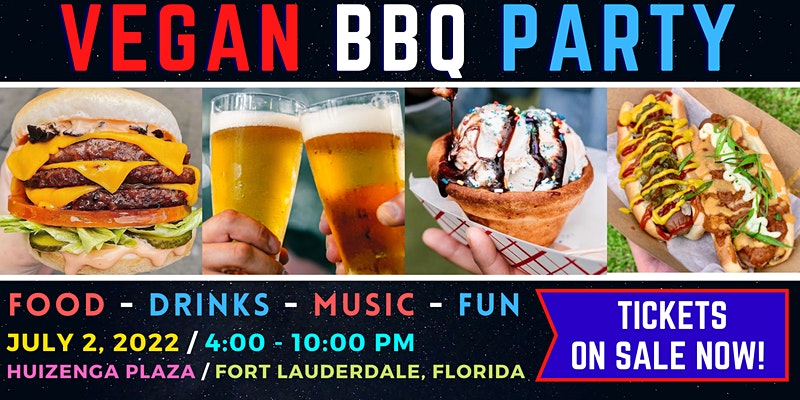 VEGAN BBQ PARTY
FOOD - DRINKS - MUSIC - FUN
JULY 2, 2022 / 4:00 - 10:00 PM
HUIZENGA PLAZA / FORT LAUDERDALE, FLORIDA
TICKETS
ON SALE NOW!